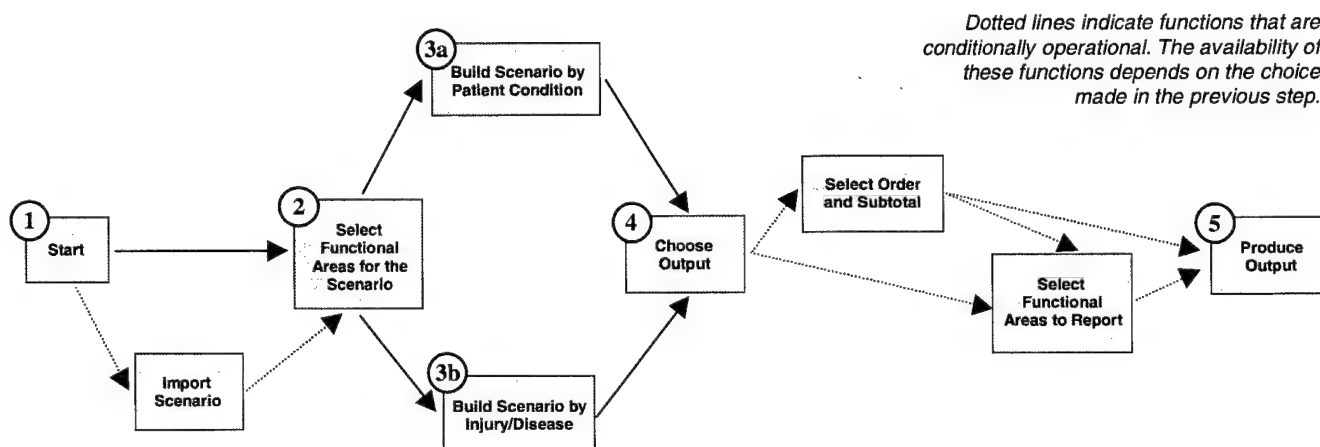 Dotted lines indicate functions that are
conditionally operational. The availability of
these functions depends on the choice
made in the previous step.
1
Start
Import
Scenario
2
Select
Functional
Areas for the
Scenario
3a
Build Scenario by
Patient Condition
3b
Build Scenario by
Injury/Disease
4
Choose
Output
Select Order
and Subtotal
Select
Functional
Areas to Report
5
Produce
Output